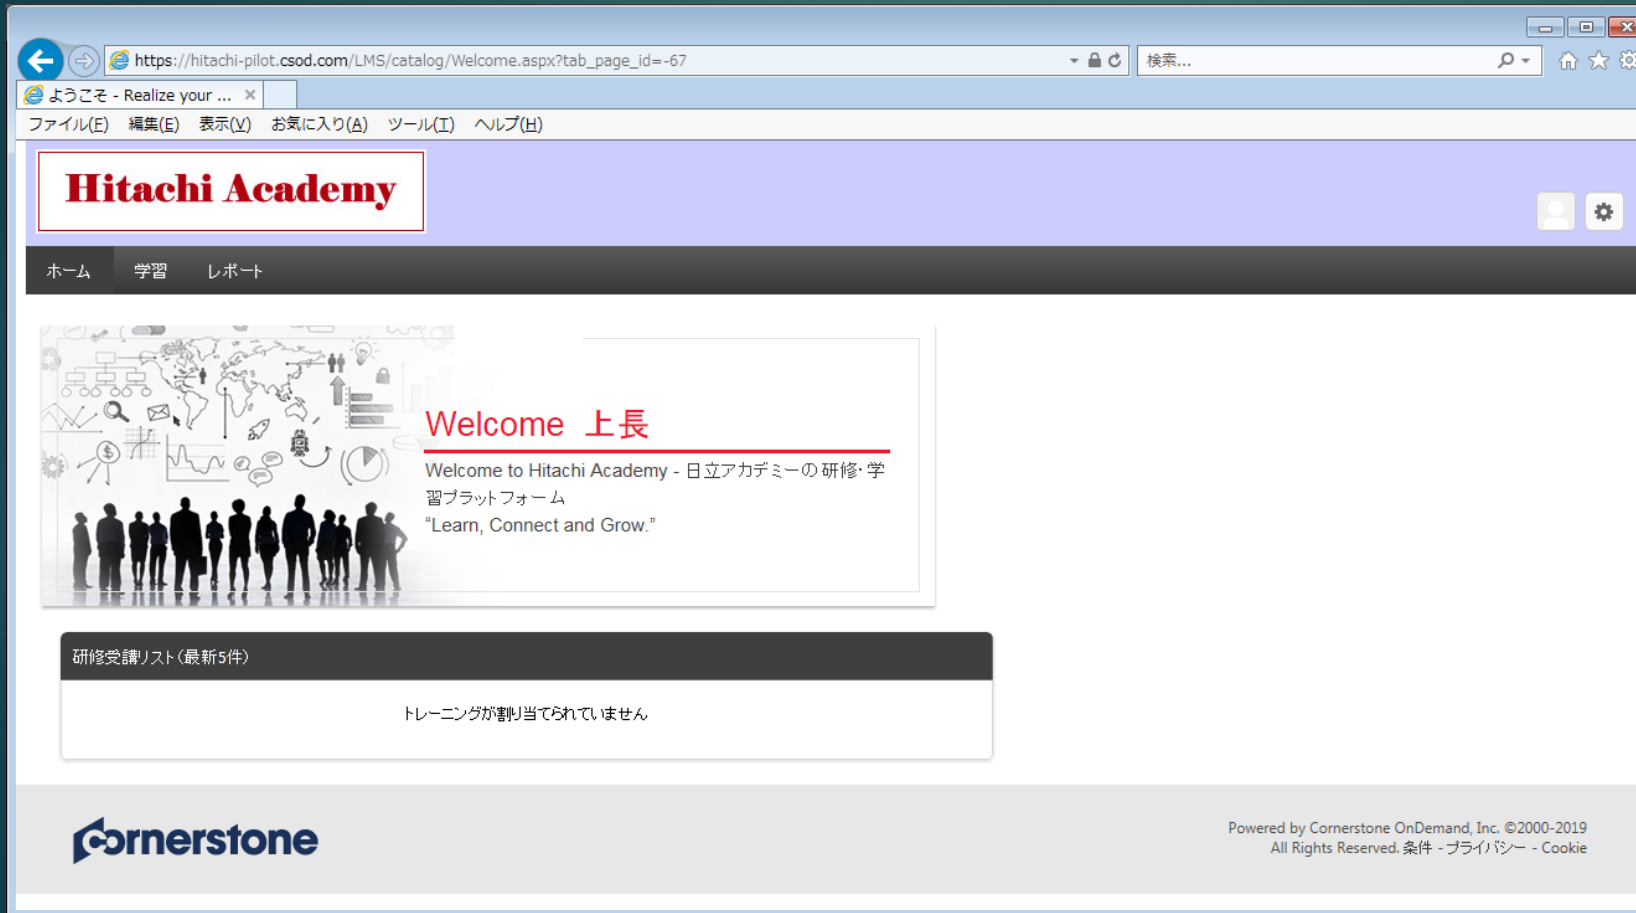 https://hitachi-pilot.csod.com/LMS/catalog/Welcome.aspx?tab_page_id=-67
検索...
ようこそ - Realize your ...
ファイル(F) 編集(E) 表示(V) お気に入り(A) ツール(T) ヘルプ(H)
Hitachi Academy
ホーム 学習 レポート
Welcome 上長
Welcome to Hitachi Academy - 日立アカデミーの研修・学
習プラットフォーム
“Learn, Connect and Grow.”
研修受講リスト(最新5件)
トレーニングが割り当てられていません
Cornerstone
Powered by Cornerstone OnDemand, Inc. ©2000-2019
All Rights Reserved. 条件 - プライバシー - Cookie